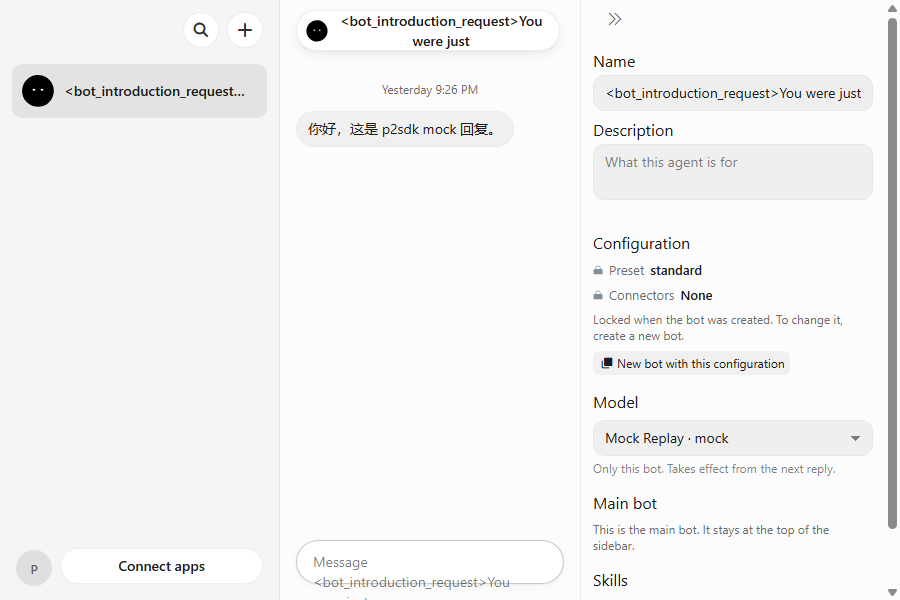 <bot_introduction_request...
P
Connect apps
<bot_introduction_request>You
were just
Yesterday 9:26 PM
你好，这是 p2sdk mock 回复。
Message
<bot_introduction_request>You
Name
<bot_introduction_request>You were just
Description
What this agent is for
Configuration
Preset standard
Connectors None
Locked when the bot was created. To change it,
create a new bot.
New bot with this configuration
Model
Mock Replay · mock
Only this bot. Takes effect from the next reply.
Main bot
This is the main bot. It stays at the top of the
sidebar.
Skills